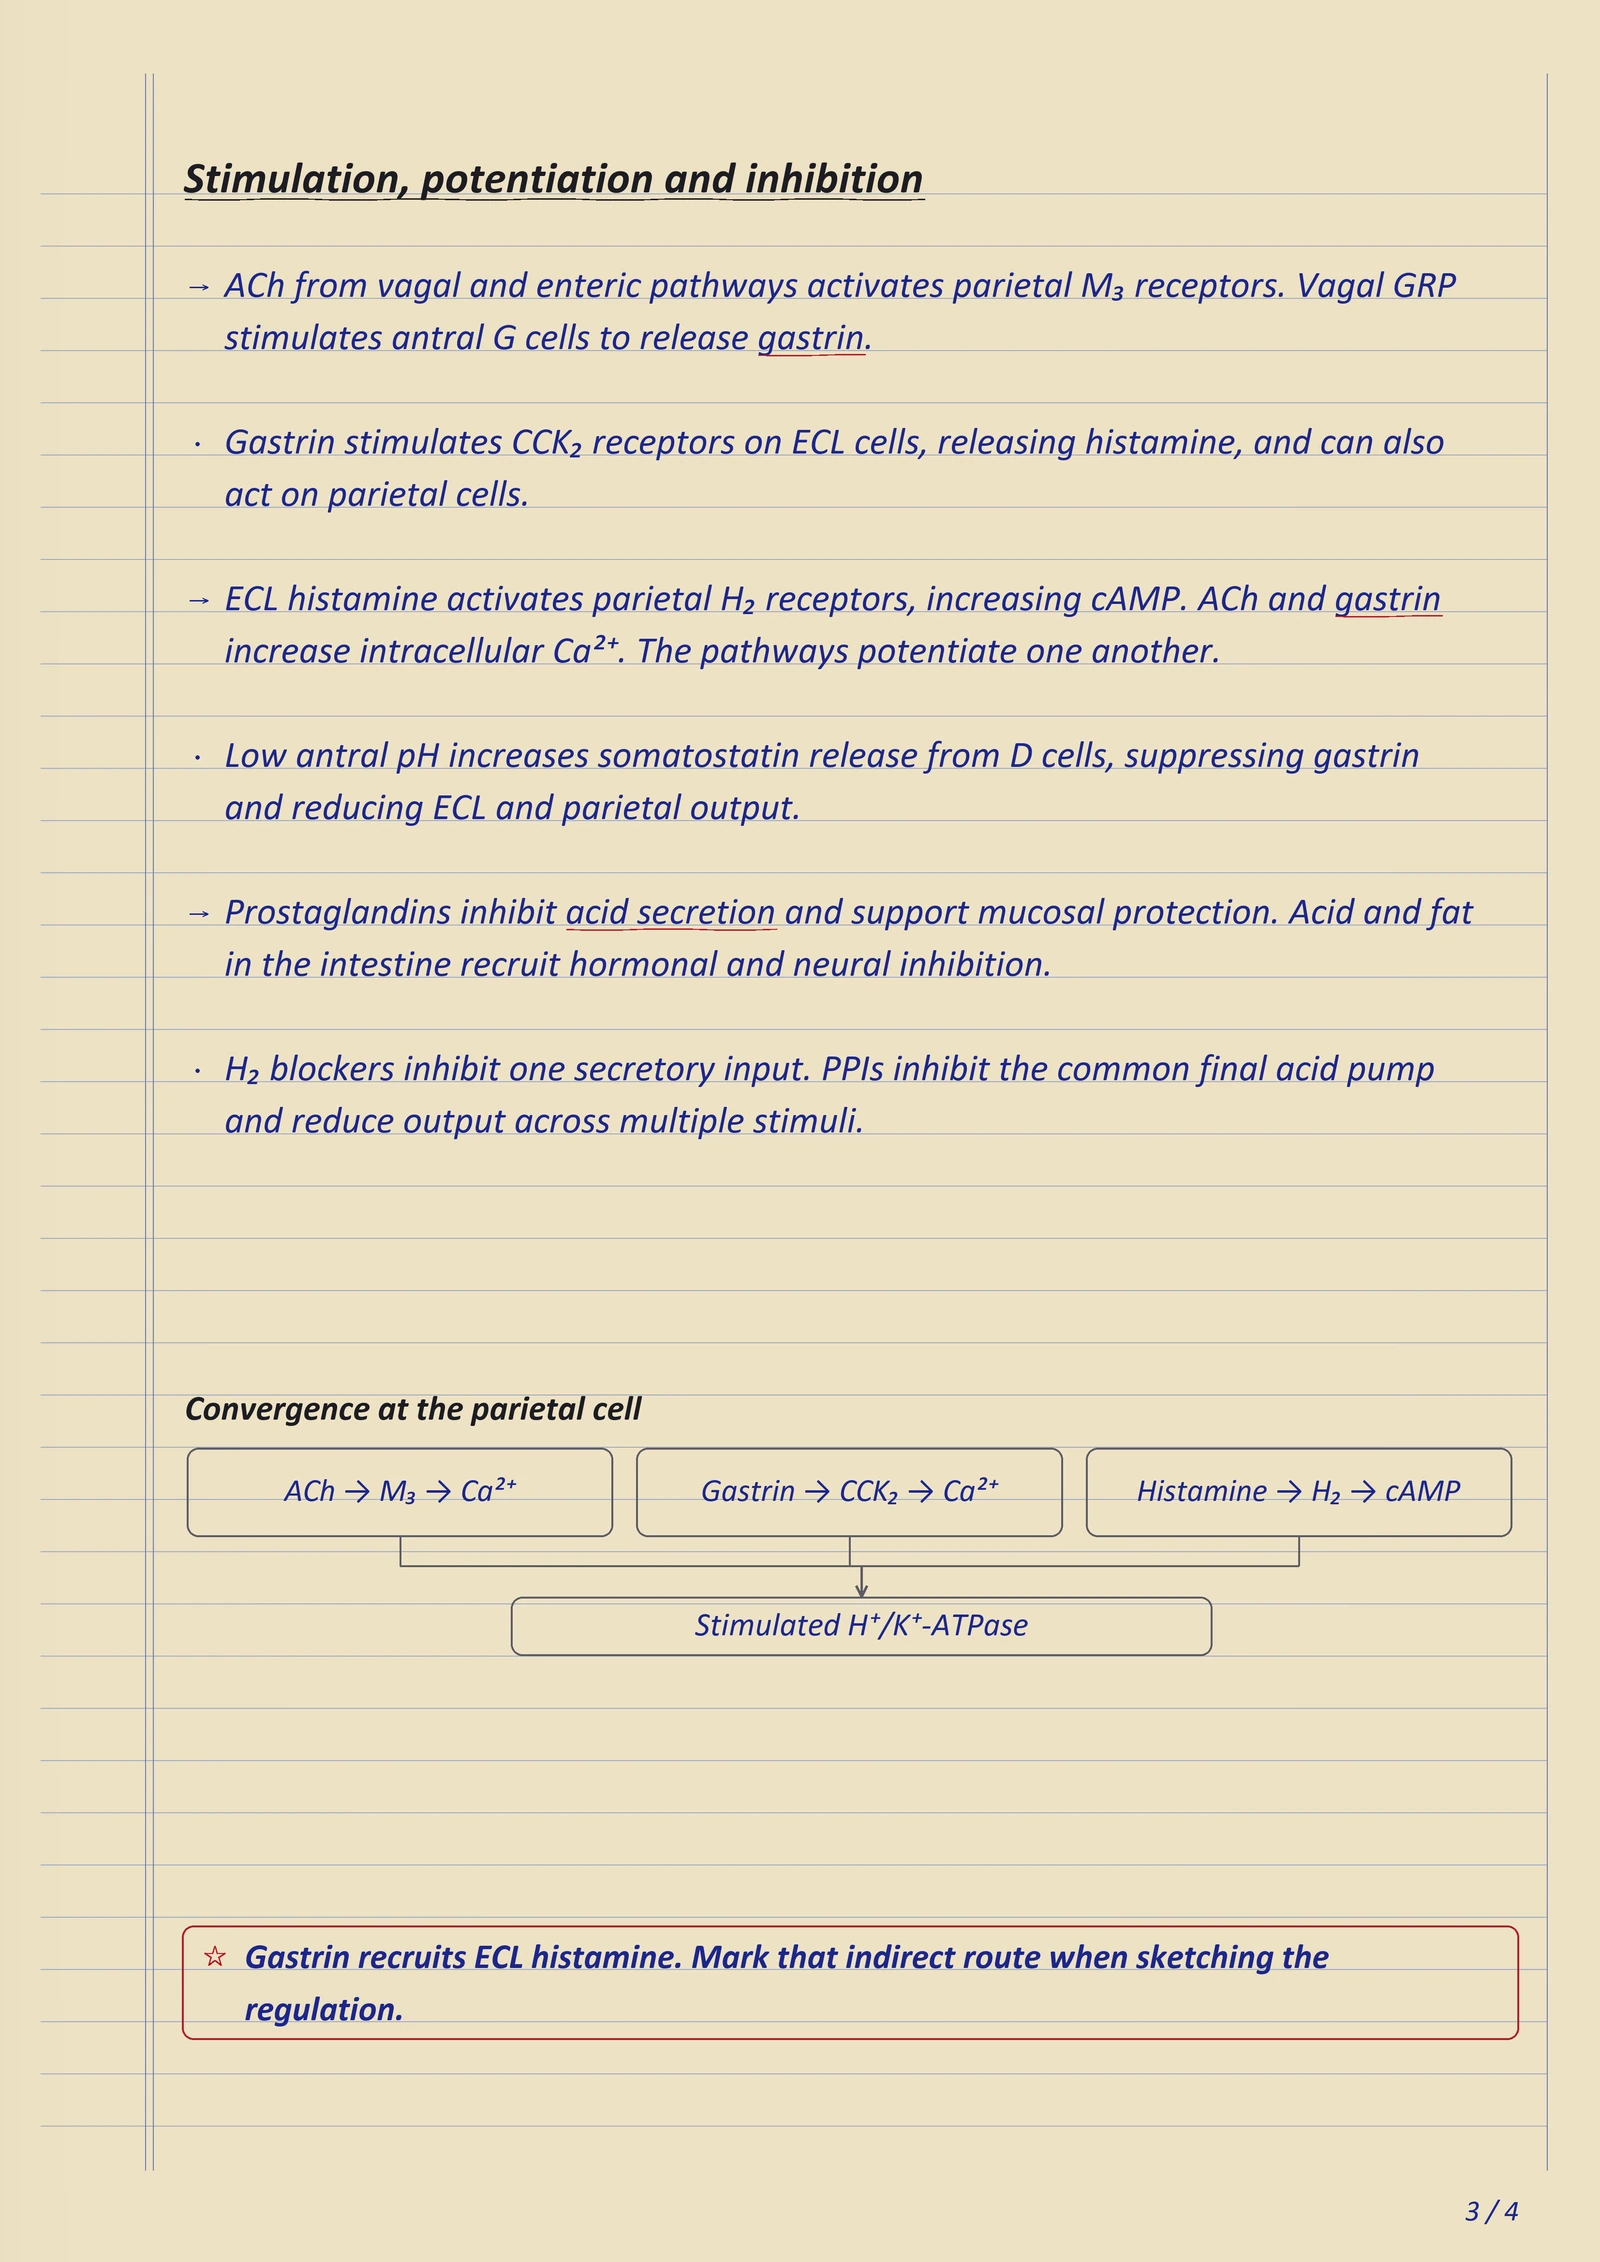 Stimulation, potentiation and inhibition
→ ACh from vagal and enteric pathways activates parietal M₃ receptors. Vagal GRP
stimulates antral G cells to release gastrin.
· Gastrin stimulates CCK₂ receptors on ECL cells, releasing histamine, and can also
act on parietal cells.
→ ECL histamine activates parietal H₂ receptors, increasing cAMP. ACh and gastrin
increase intracellular Ca²⁺. The pathways potentiate one another.
· Low antral pH increases somatostatin release from D cells, suppressing gastrin
and reducing ECL and parietal output.
→ Prostaglandins inhibit acid secretion and support mucosal protection. Acid and fat
in the intestine recruit hormonal and neural inhibition.
· H₂ blockers inhibit one secretory input. PPIs inhibit the common final acid pump
and reduce output across multiple stimuli.
Convergence at the parietal cell
ACh → M₃ → Ca²⁺
Gastrin → CCK₂ → Ca²⁺
Histamine → H₂ → cAMP
Stimulated H⁺/K⁺-ATPase
☆ Gastrin recruits ECL histamine. Mark that indirect route when sketching the
regulation.
3 / 4